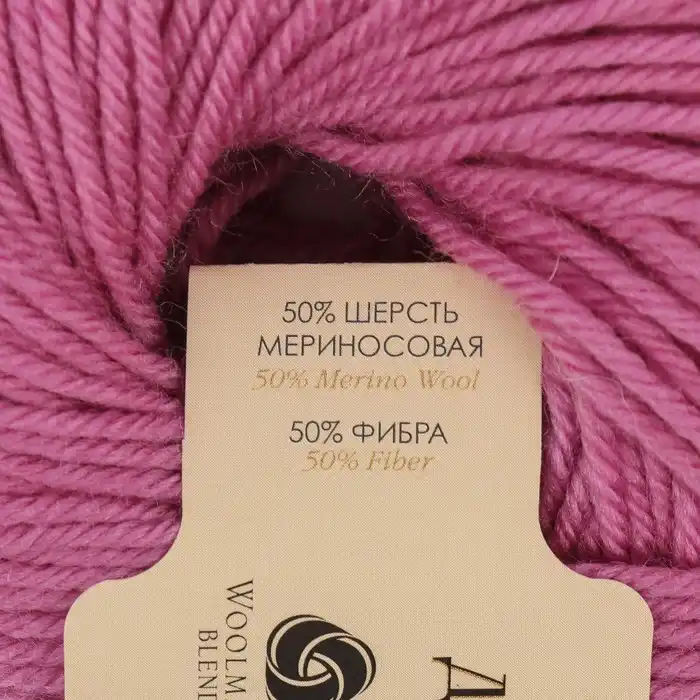 50% ШЕРСТЬ
МЕРИНОСОВАЯ
50% Merino Wool
50% ФИБРА
50% Fiber